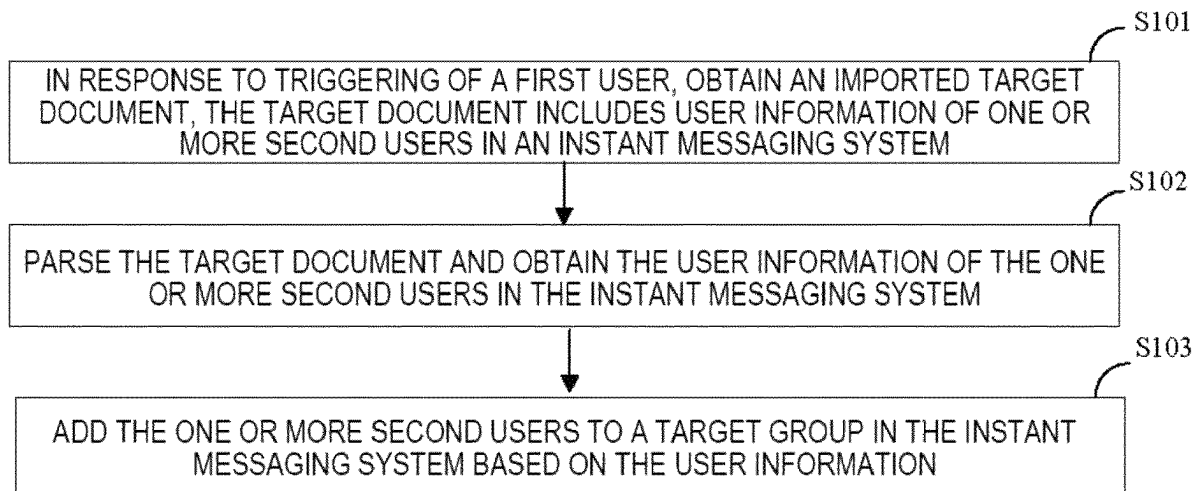 S101
IN RESPONSE TO TRIGGERING OF A FIRST USER, OBTAIN AN IMPORTED TARGET
DOCUMENT, THE TARGET DOCUMENT INCLUDES USER INFORMATION OF ONE OR
MORE SECOND USERS IN AN INSTANT MESSAGING SYSTEM
S102
PARSE THE TARGET DOCUMENT AND OBTAIN THE USER INFORMATION OF THE ONE
OR MORE SECOND USERS IN THE INSTANT MESSAGING SYSTEM
S103
ADD THE ONE OR MORE SECOND USERS TO A TARGET GROUP IN THE INSTANT
MESSAGING SYSTEM BASED ON THE USER INFORMATION